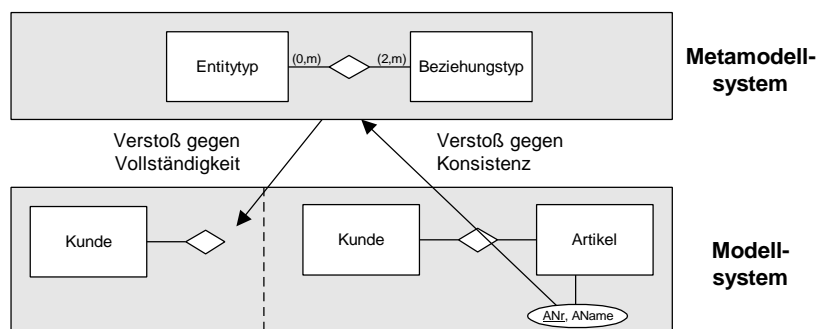 Entitytyp
(0,m)
(2,m)
Beziehungstyp
Metamodell-
system
Verstoß gegen
Vollständigkeit
Verstoß gegen
Konsistenz
Kunde
Kunde
Artikel
Modell-
system
ANr, AName